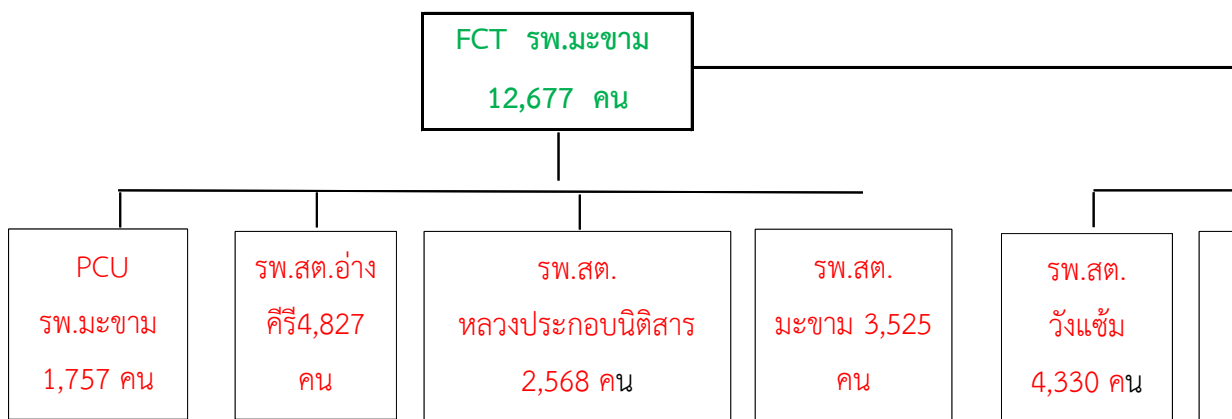 FCT รพ.มะขาม
12,677 คน
PCU
รพ.มะขาม
1,757 คน
รพ.สต.อ่าง
คีรี4,827
คน
รพ.สต.
หลวงประกอบนิติสาร
2,568 คน
รพ.สต.
มะขาม 3,525
คน
รพ.สต.
วังแซ้ม
4,330 คน